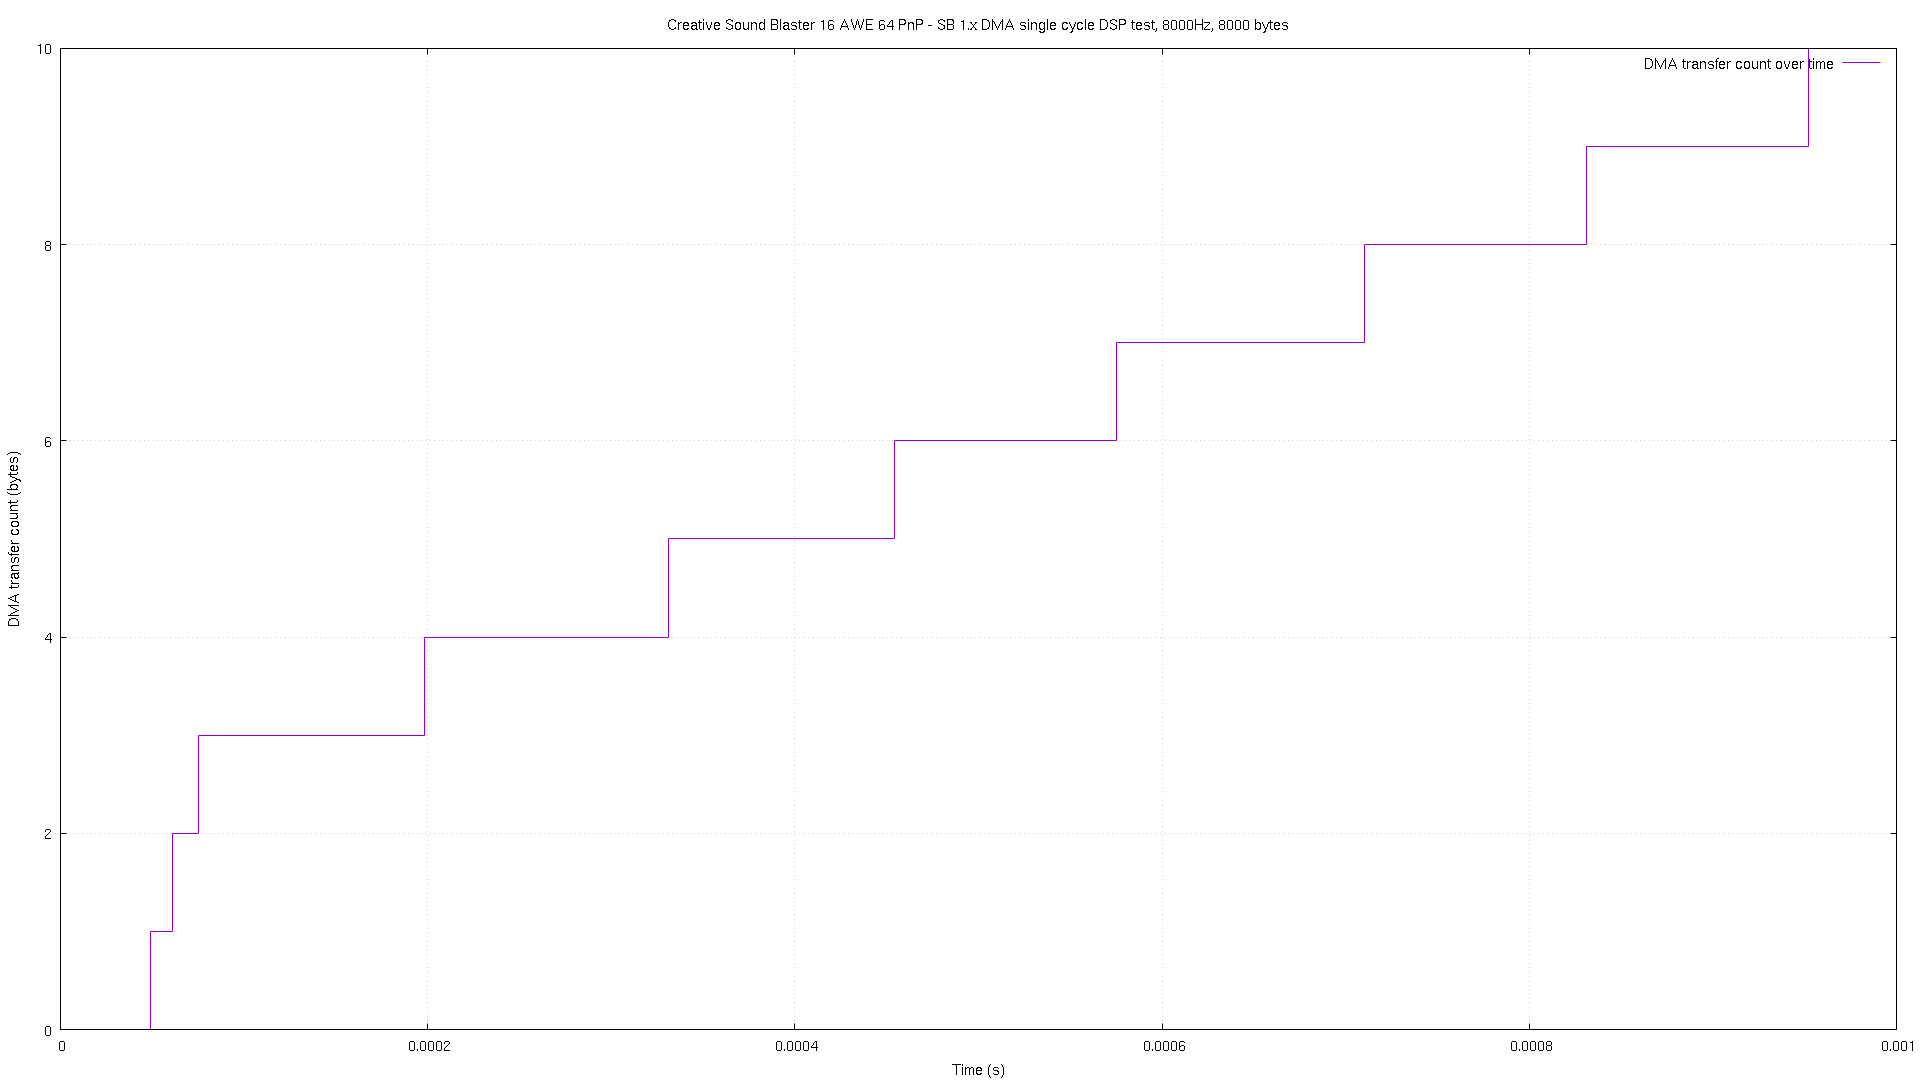 Creative Sound Blaster 16 AWE 64 PnP - SB 1.x DMA single cycle DSP test, 8000Hz, 8000 bytes
10
DMA transfer count over time
8
6
DMA transfer count (bytes)
4
2
0
0 0.0002 0.0004 0.0006 0.0008 0.001
Time (s)